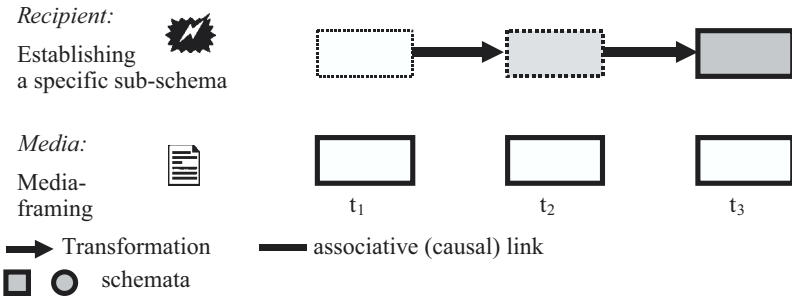 Recipient:
Establishing
a specific sub-schema
Media:
Media-
framing
t₁ t₂ t₃
Transformation associative (causal) link
schemata